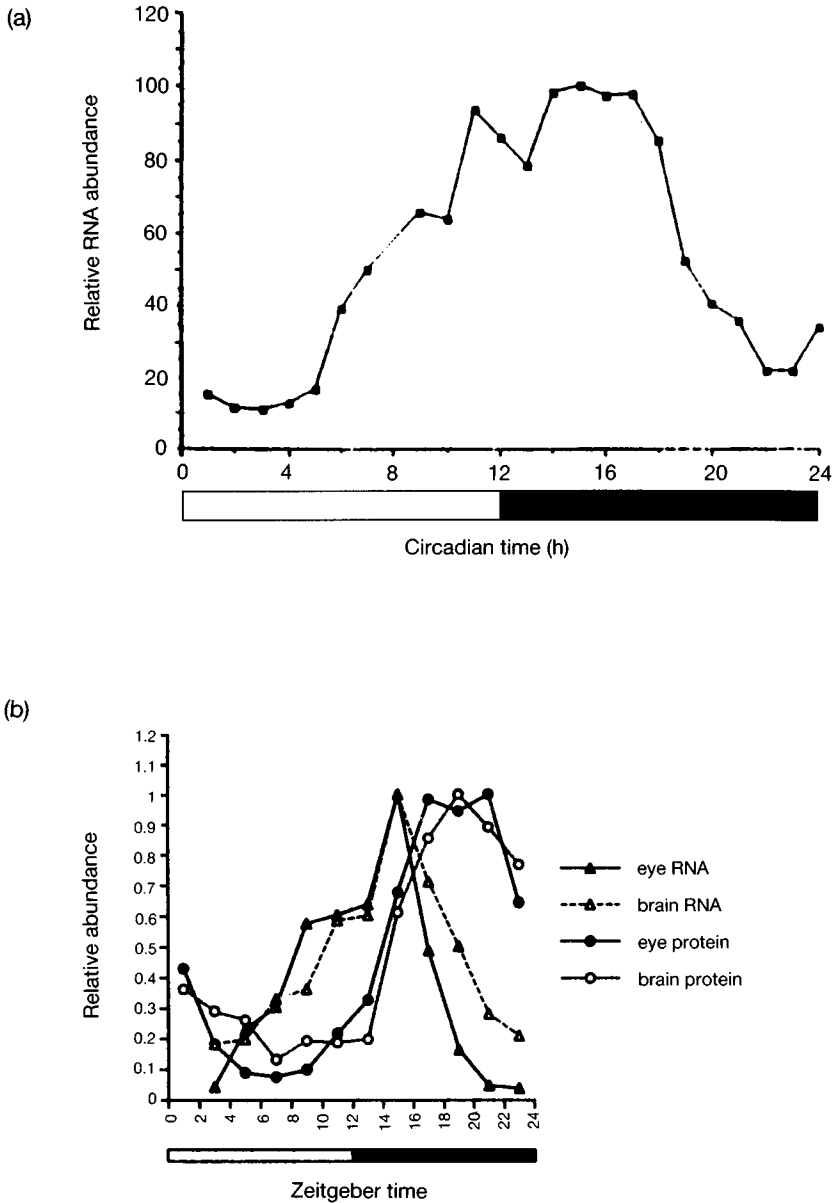 (a)
120
100
80
60
40
20
0
Relative RNA abundance
0 4 8 12 16 20 24
Circadian time (h)
(b)
1.2
1.1
1
0.9
0.8
0.7
0.6
0.5
0.4
0.3
0.2
0.1
0
Relative abundance
0 2 4 6 8 10 12 14 16 18 20 22 24
Zeitgeber time
eye RNA
brain RNA
eye protein
brain protein